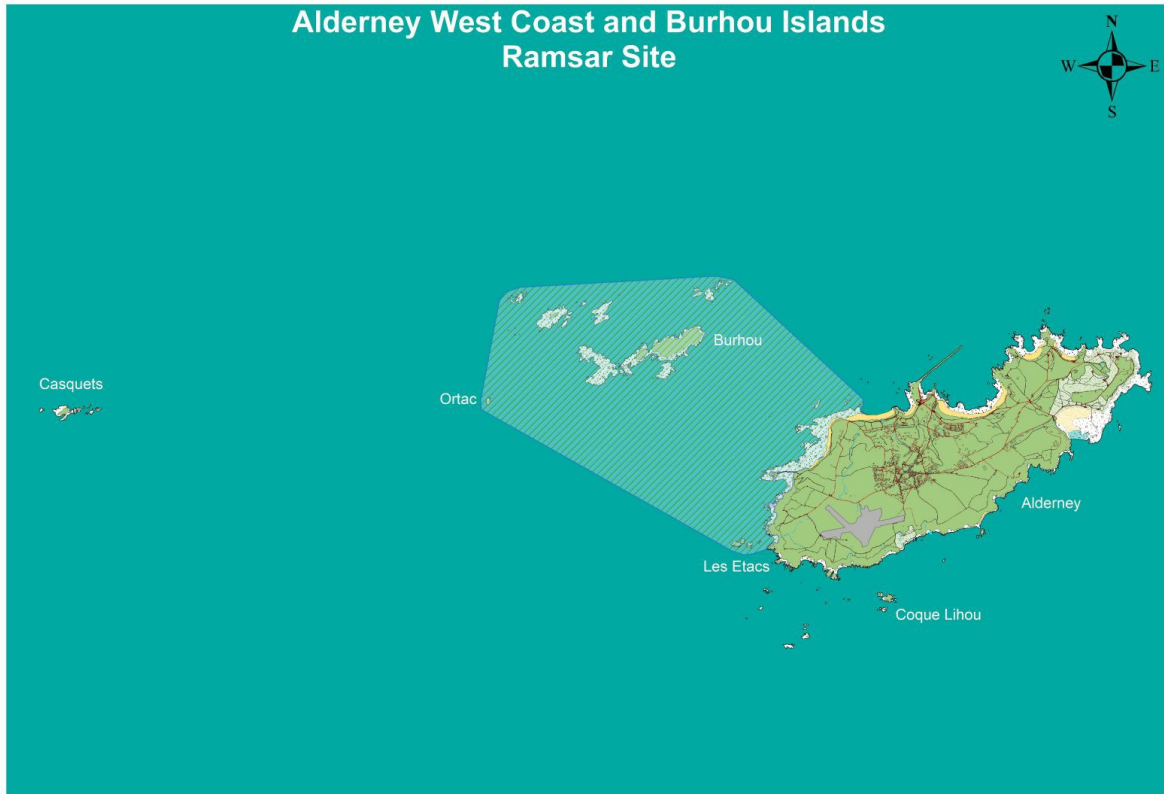 Alderney West Coast and Burhou Islands
Ramsar Site
N
W E
S
Burhou
Casquets
Ortac
Alderney
Les Etacs
Coque Lihou